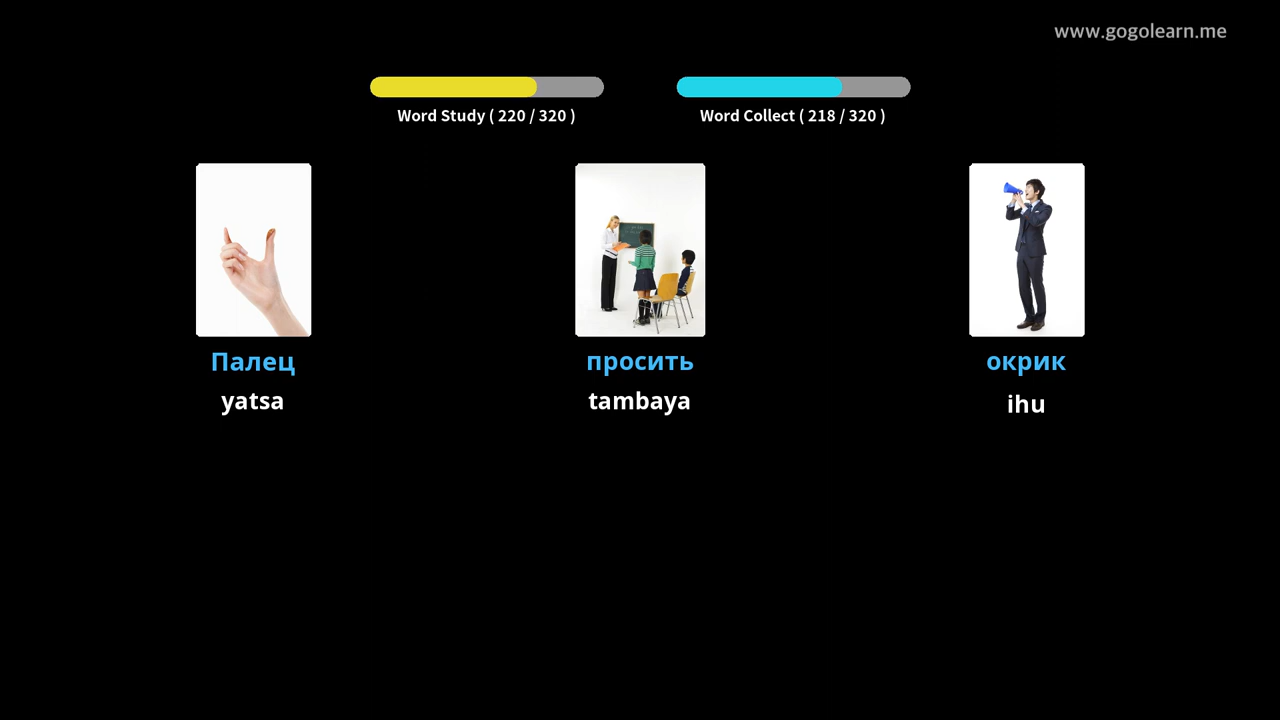 www.gogolearn.me
Word Study ( 220 / 320 )
Word Collect ( 218 / 320 )
Палец
просить
окрик
yatsa
tambaya
ihu